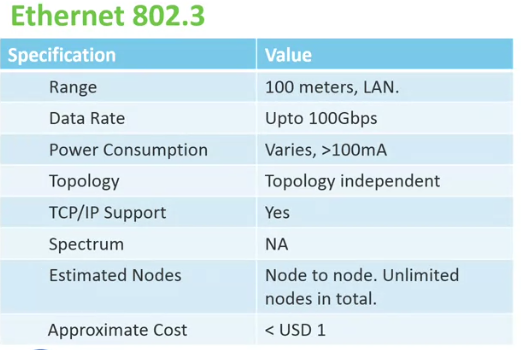 Ethernet 802.3
Specification Value
Range 100 meters, LAN.
Data Rate Upto 100Gbps
Power Consumption Varies, >100mA
Topology Topology independent
TCP/IP Support Yes
Spectrum NA
Estimated Nodes Node to node. Unlimited
nodes in total.
Approximate Cost < USD 1